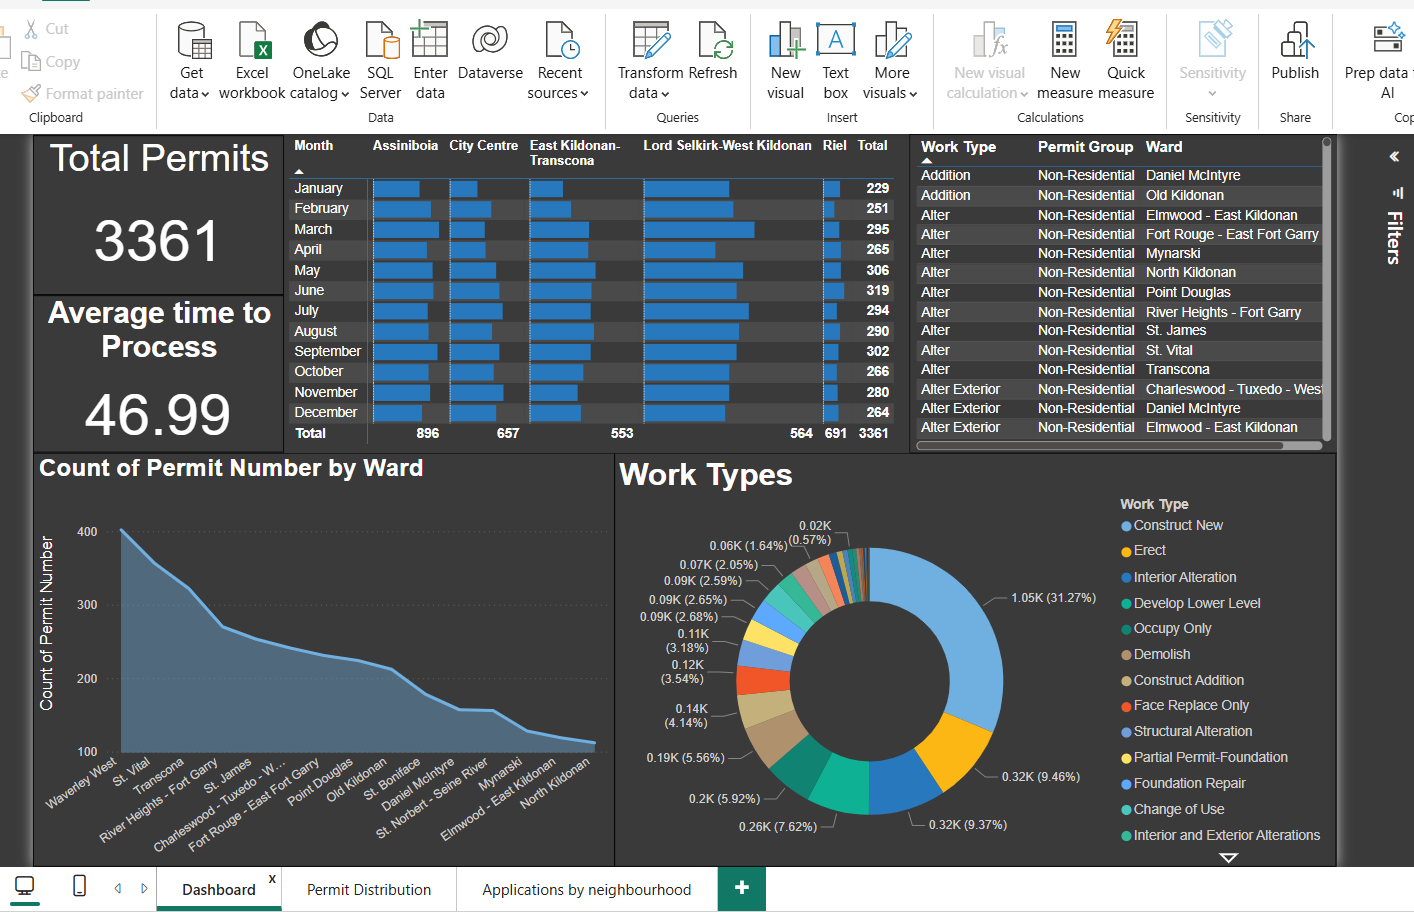 Cut
Copy
Format painter
Clipboard
Get data
Excel workbook
OneLake catalog
SQL Server
Enter data
Dataverse
Recent sources
Data
Transform data
Refresh
Queries
New visual
Text box
More visuals
Insert
New visual calculation
New measure
Quick measure
Calculations
Sensitivity
Sensitivity
Publish
Share
Prep data
AI
Total Permits
3361
Average time to
Process
46.99
Month Assiniboia City Centre East Kildonan-Transcona Lord Selkirk-West Kildonan Riel Total
January 229
February 251
March 295
April 265
May 306
June 319
July 294
August 290
September 302
October 266
November 280
December 264
Total 896 657 553 564 691 3361
Work Type Permit Group Ward
Addition Non-Residential Daniel McIntyre
Addition Non-Residential Old Kildonan
Alter Non-Residential Elmwood - East Kildonan
Alter Non-Residential Fort Rouge - East Fort Garry
Alter Non-Residential Mynarski
Alter Non-Residential North Kildonan
Alter Non-Residential Point Douglas
Alter Non-Residential River Heights - Fort Garry
Alter Non-Residential St. James
Alter Non-Residential St. Vital
Alter Non-Residential Transcona
Alter Exterior Non-Residential Charleswood - Tuxedo - West
Alter Exterior Non-Residential Daniel McIntyre
Alter Exterior Non-Residential Elmwood - East Kildonan
Filters
Count of Permit Number by Ward
Count of Permit Number
400
300
200
100
Waverley West
St. Vital
Transcona
River Heights - Fort Garry
St. James
Charleswood - Tuxedo - W...
Fort Rouge - East Fort Garry
Point Douglas
Old Kildonan
St. Boniface
Daniel McIntyre
St. Norbert - Seine River
Mynarski
Elmwood - East Kildonan
North Kildonan
Work Types
0.02K
(0.57%)
0.06K (1.64%)
0.07K (2.05%)
0.09K (2.59%)
0.09K (2.65%)
0.09K (2.68%)
0.11K
(3.18%)
0.12K
(3.54%)
0.14K
(4.14%)
0.19K (5.56%)
0.2K (5.92%)
0.26K (7.62%)
0.32K (9.37%)
0.32K (9.46%)
1.05K (31.27%)
Work Type
Construct New
Erect
Interior Alteration
Develop Lower Level
Occupy Only
Demolish
Construct Addition
Face Replace Only
Structural Alteration
Partial Permit-Foundation
Foundation Repair
Change of Use
Interior and Exterior Alterations
Dashboard X
Permit Distribution
Applications by neighbourhood
+